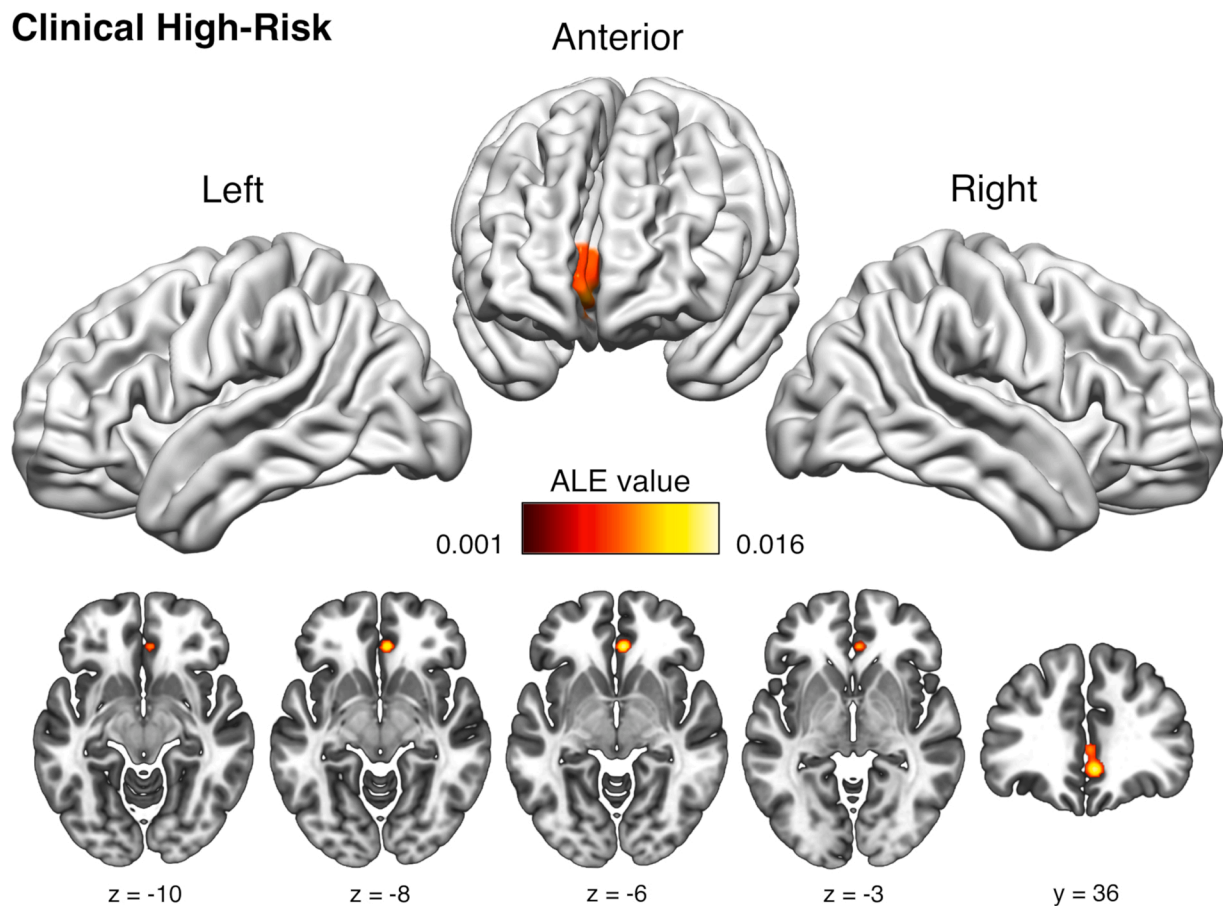 Clinical High-Risk
Anterior
Left
Right
ALE value
0.001
0.016
z = -10
z = -8
z = -6
z = -3
y = 36